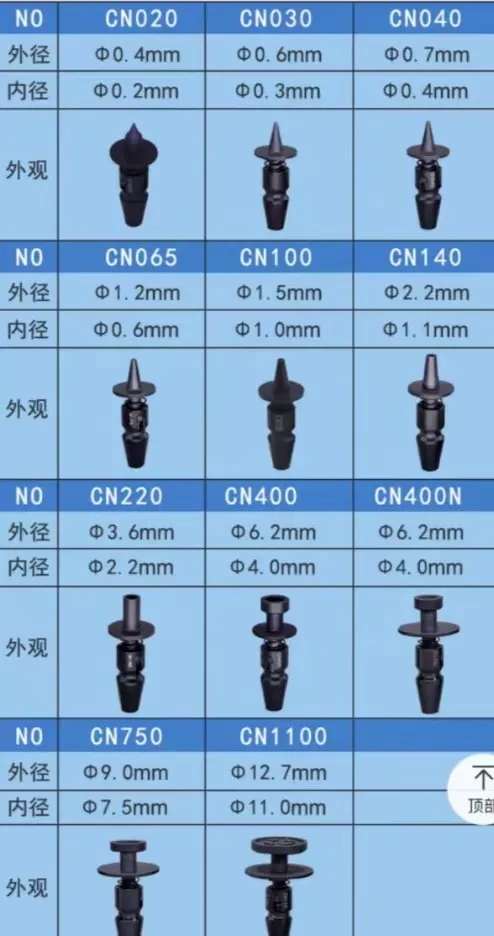 NO CN020 CN030 CN040
外径 Φ0.4mm Φ0.6mm Φ0.7mm
内径 Φ0.2mm Φ0.3mm Φ0.4mm
外观
NO CN065 CN100 CN140
外径 Φ1.2mm Φ1.5mm Φ2.2mm
内径 Φ0.6mm Φ1.0mm Φ1.1mm
外观
NO CN220 CN400 CN400N
外径 Φ3.6mm Φ6.2mm Φ6.2mm
内径 Φ2.2mm Φ4.0mm Φ4.0mm
外观
NO CN750 CN1100
外径 Φ9.0mm Φ12.7mm
内径 Φ7.5mm Φ11.0mm
顶部
外观